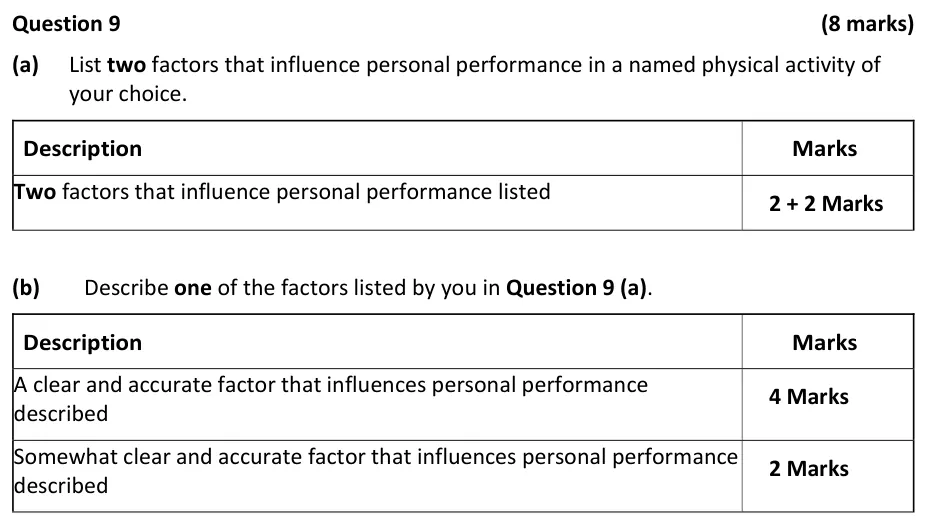 Question 9 (8 marks)
(a) List two factors that influence personal performance in a named physical activity of
your choice.
Description Marks
Two factors that influence personal performance listed 2 + 2 Marks
(b) Describe one of the factors listed by you in Question 9 (a).
Description Marks
A clear and accurate factor that influences personal performance
described 4 Marks
Somewhat clear and accurate factor that influences personal performance
described 2 Marks